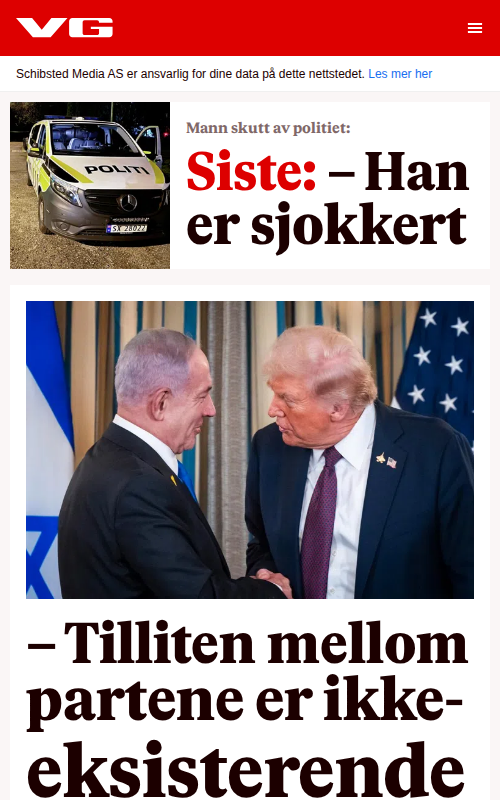 VG
Schibsted Media AS er ansvarlig for dine data på dette nettstedet. Les mer her
Mann skutt av politiet:
Siste: – Han
er sjokkert
POLITI
SX 28022
– Tilliten mellom
partene er ikke-
eksisterende